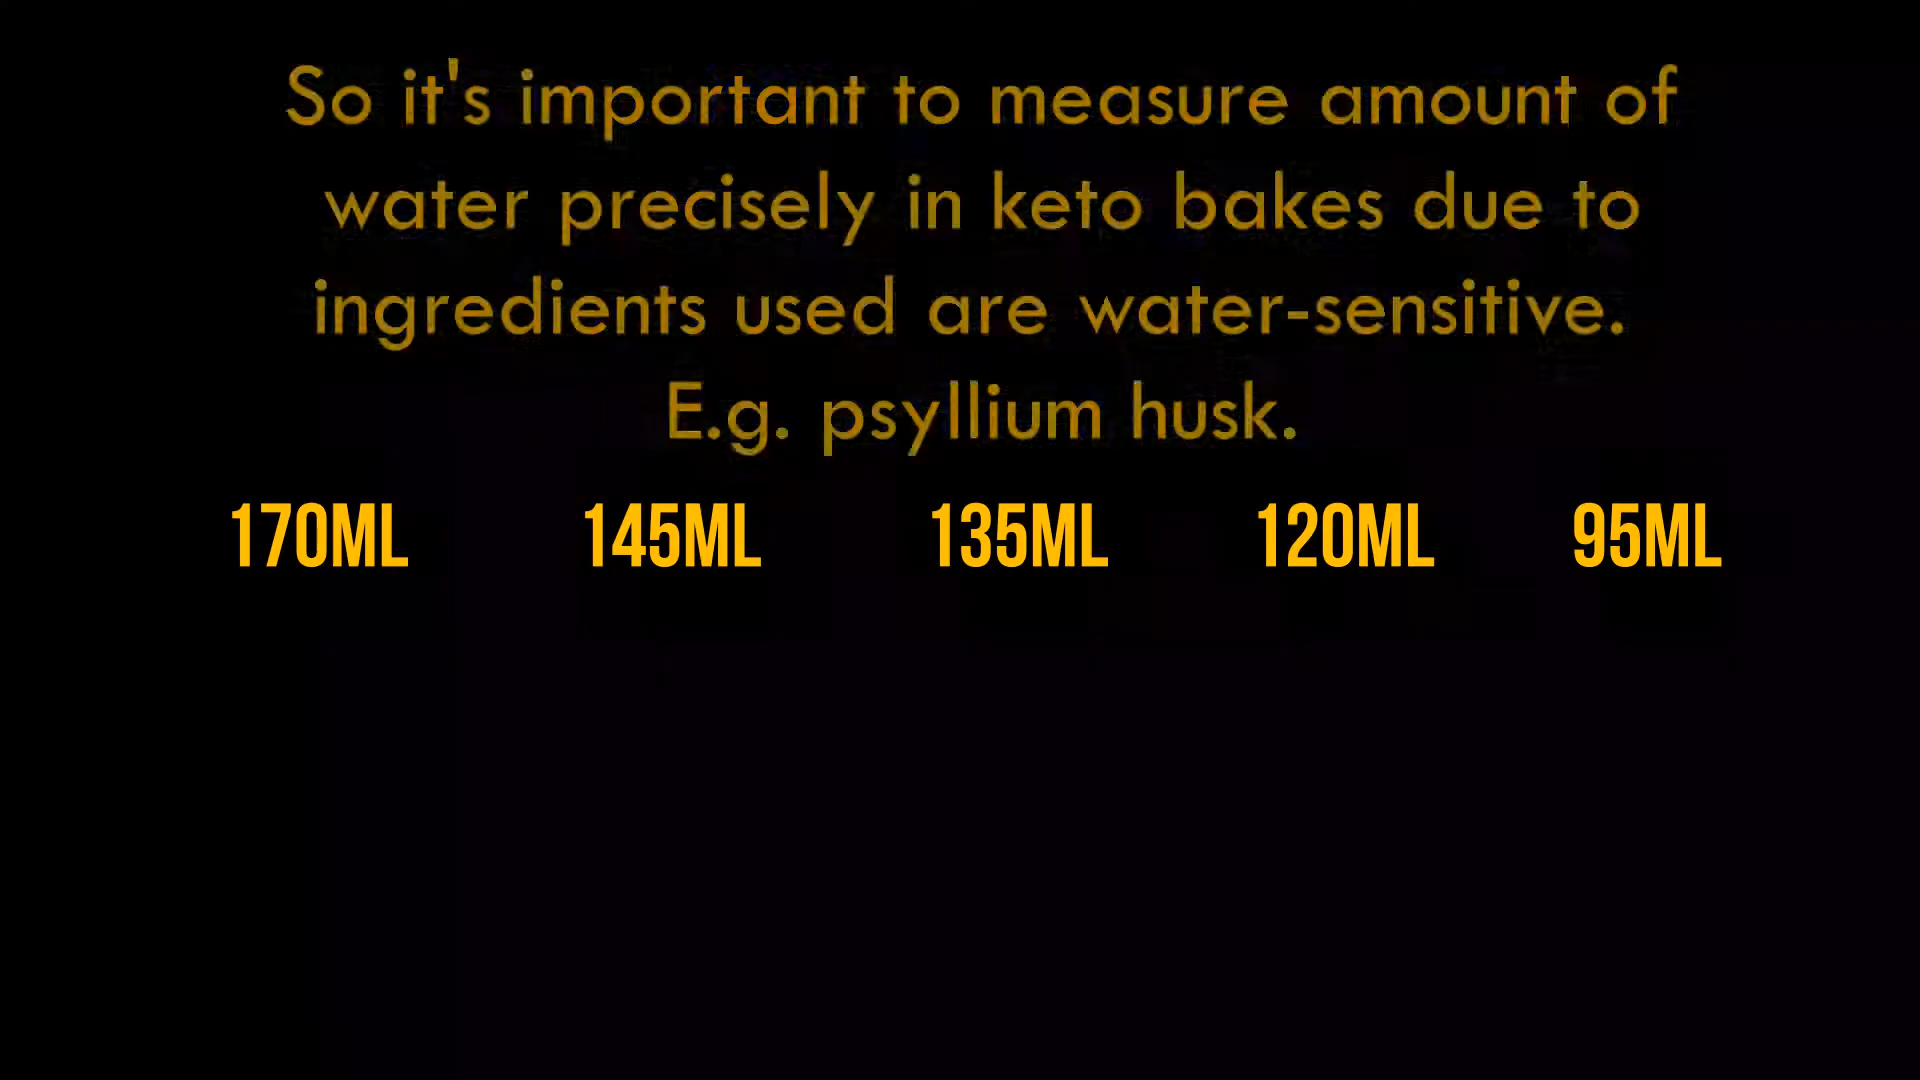 So it's important to measure amount of
water precisely in keto bakes due to
ingredients used are water-sensitive.
E.g. psyllium husk.
170ML 145ML 135ML 120ML 95ML